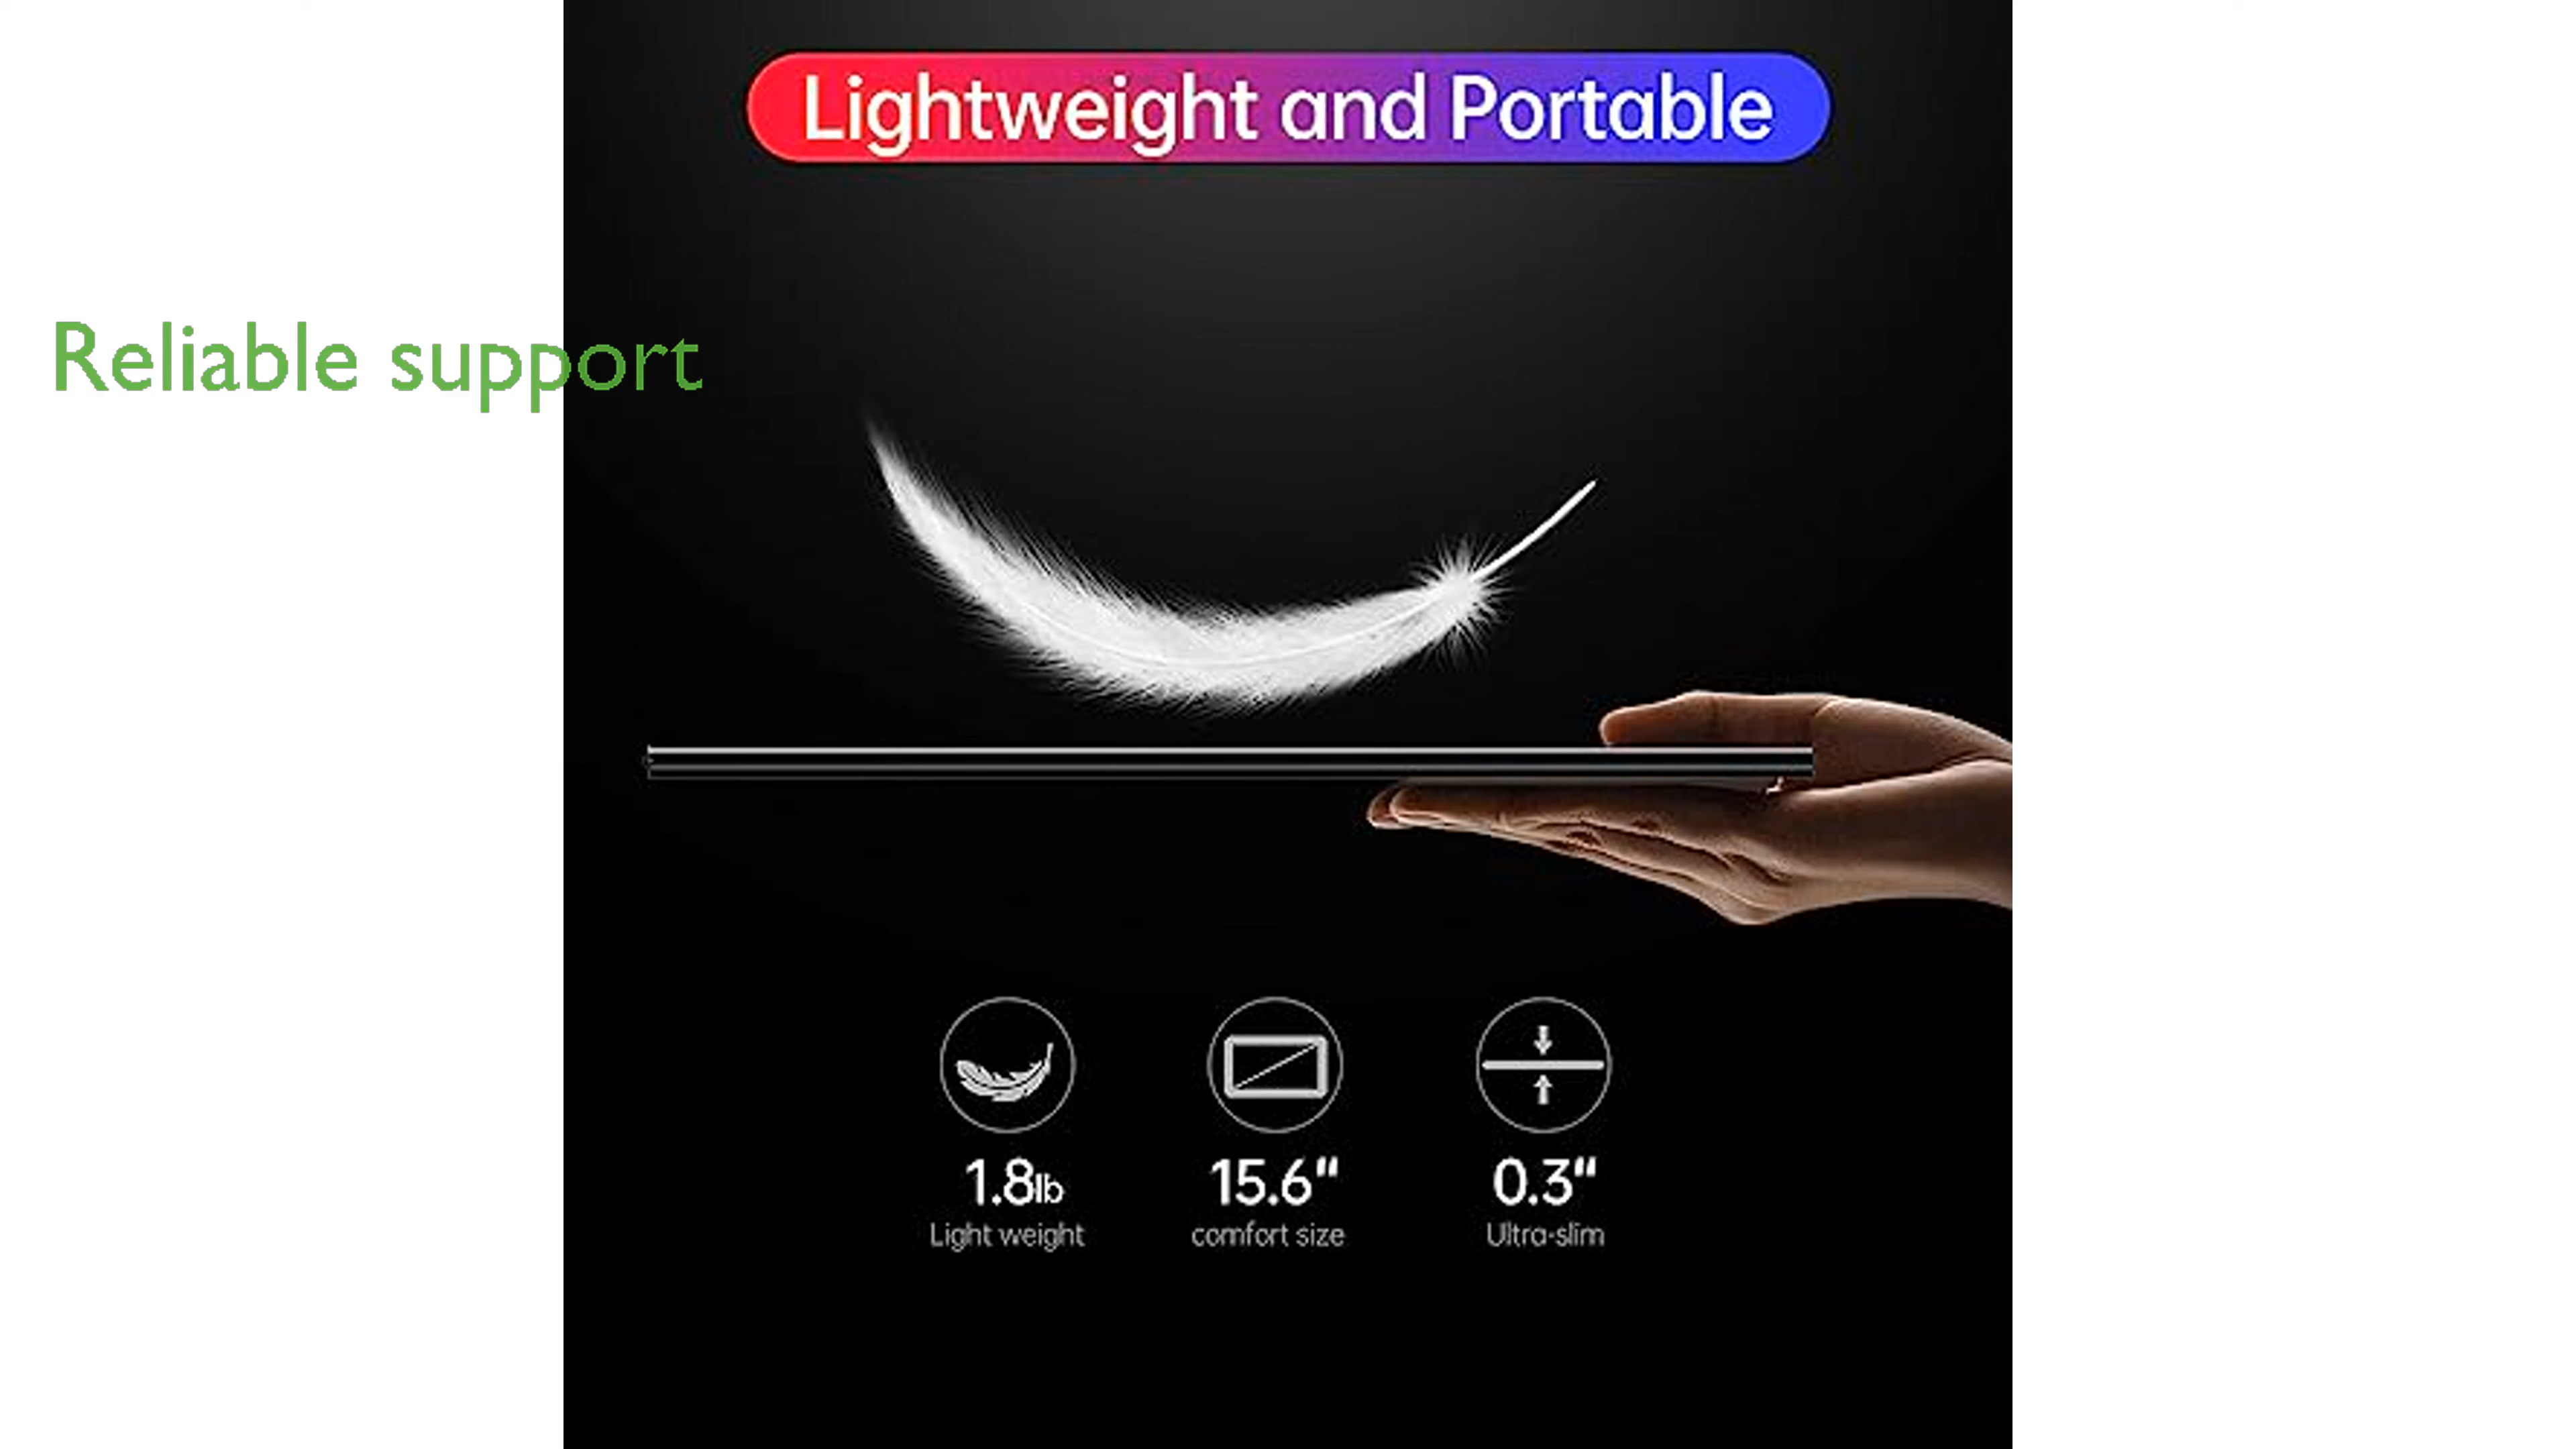 Lightweight and Portable
Reliable support
1.8lb
Light weight
15.6"
comfort size
0.3"
Ultra-slim